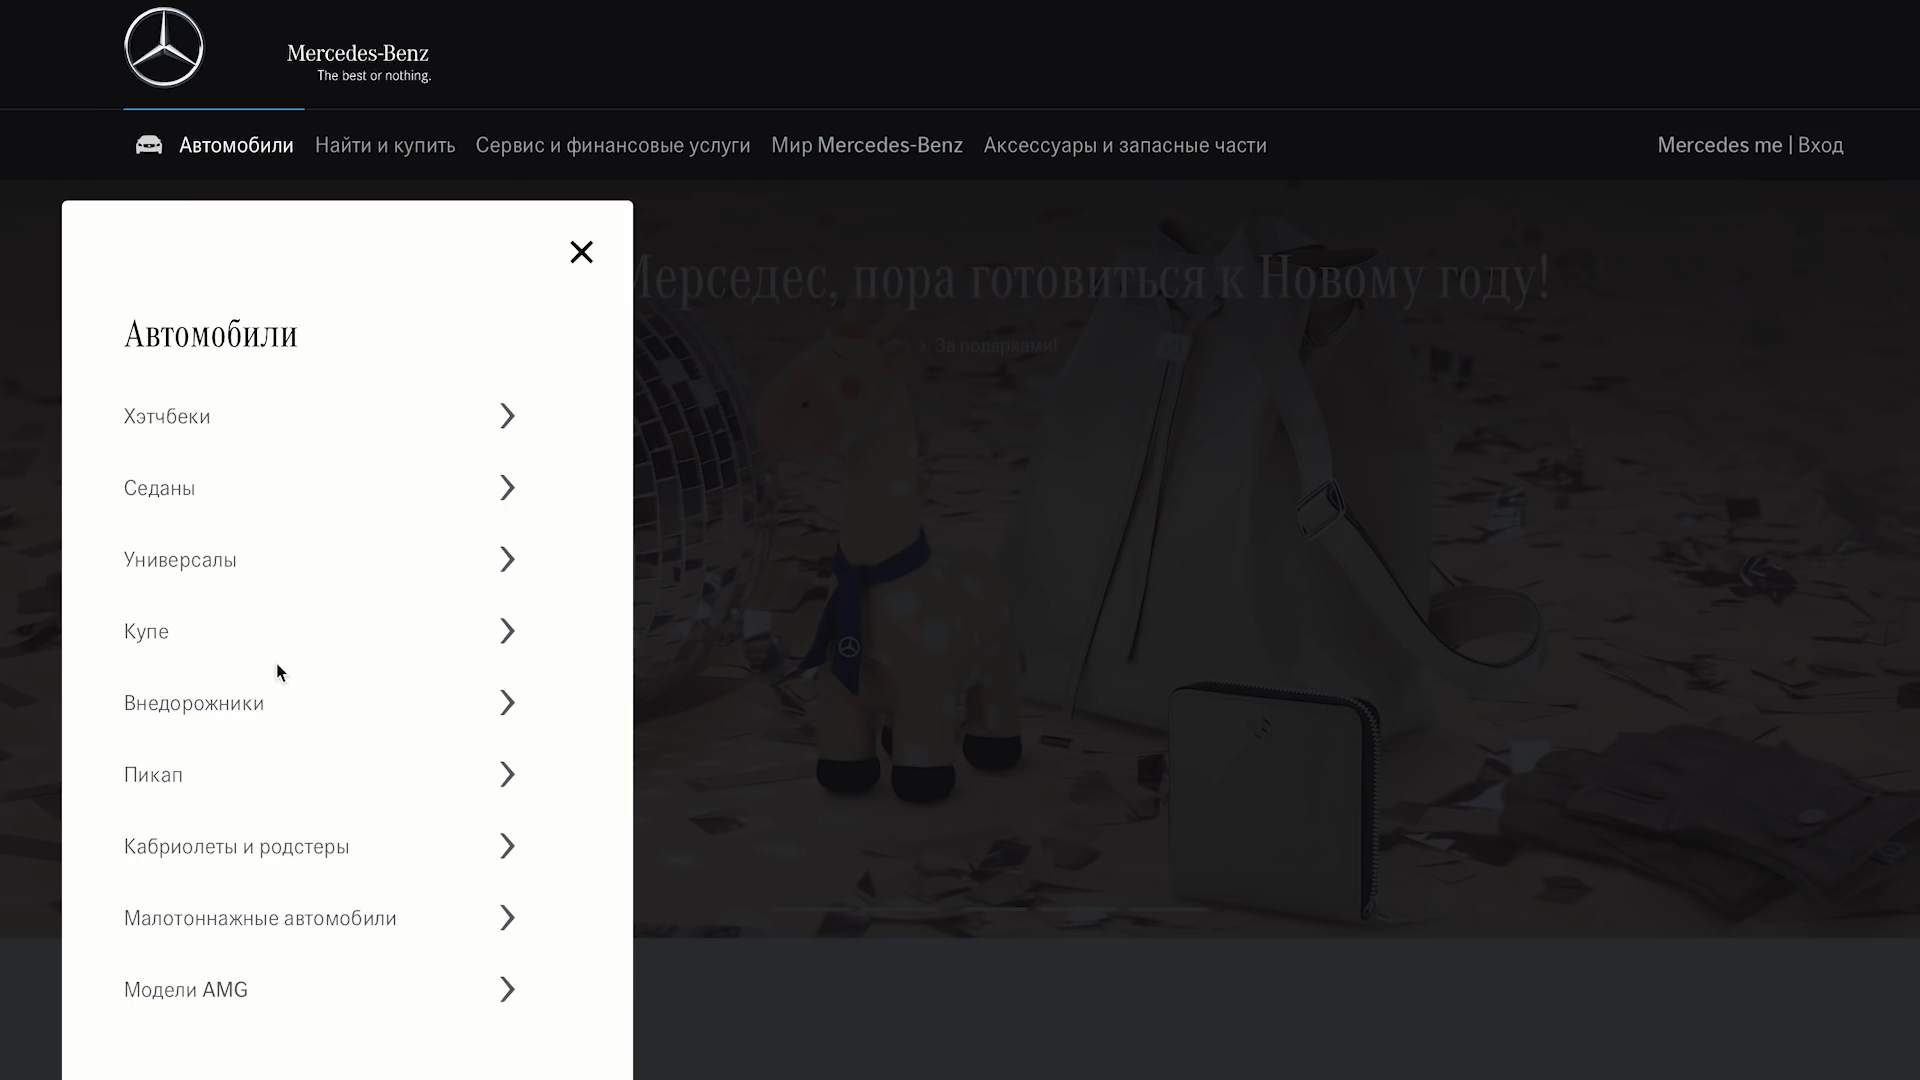 Mercedes-Benz
The best or nothing.
Автомобили
Найти и купить
Сервис и финансовые услуги
Мир Mercedes-Benz
Аксессуары и запасные части
Mercedes me | Вход
Мерседес, пора готовиться к Новому году!
За подарками!
Автомобили
Хэтчбеки
Седаны
Универсалы
Купе
Внедорожники
Пикап
Кабриолеты и родстеры
Малотоннажные автомобили
Модели AMG